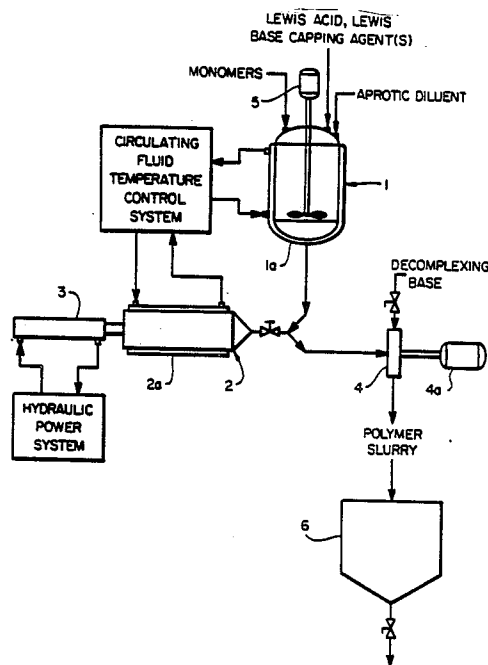 LEWIS ACID, LEWIS
BASE CAPPING AGENT(S)
MONOMERS
5
APROTIC DILUENT
CIRCULATING
FLUID
TEMPERATURE
CONTROL
SYSTEM
1
1a
DECOMPLEXING
BASE
3
2a
2
4
4a
HYDRAULIC
POWER
SYSTEM
POLYMER
SLURRY
6